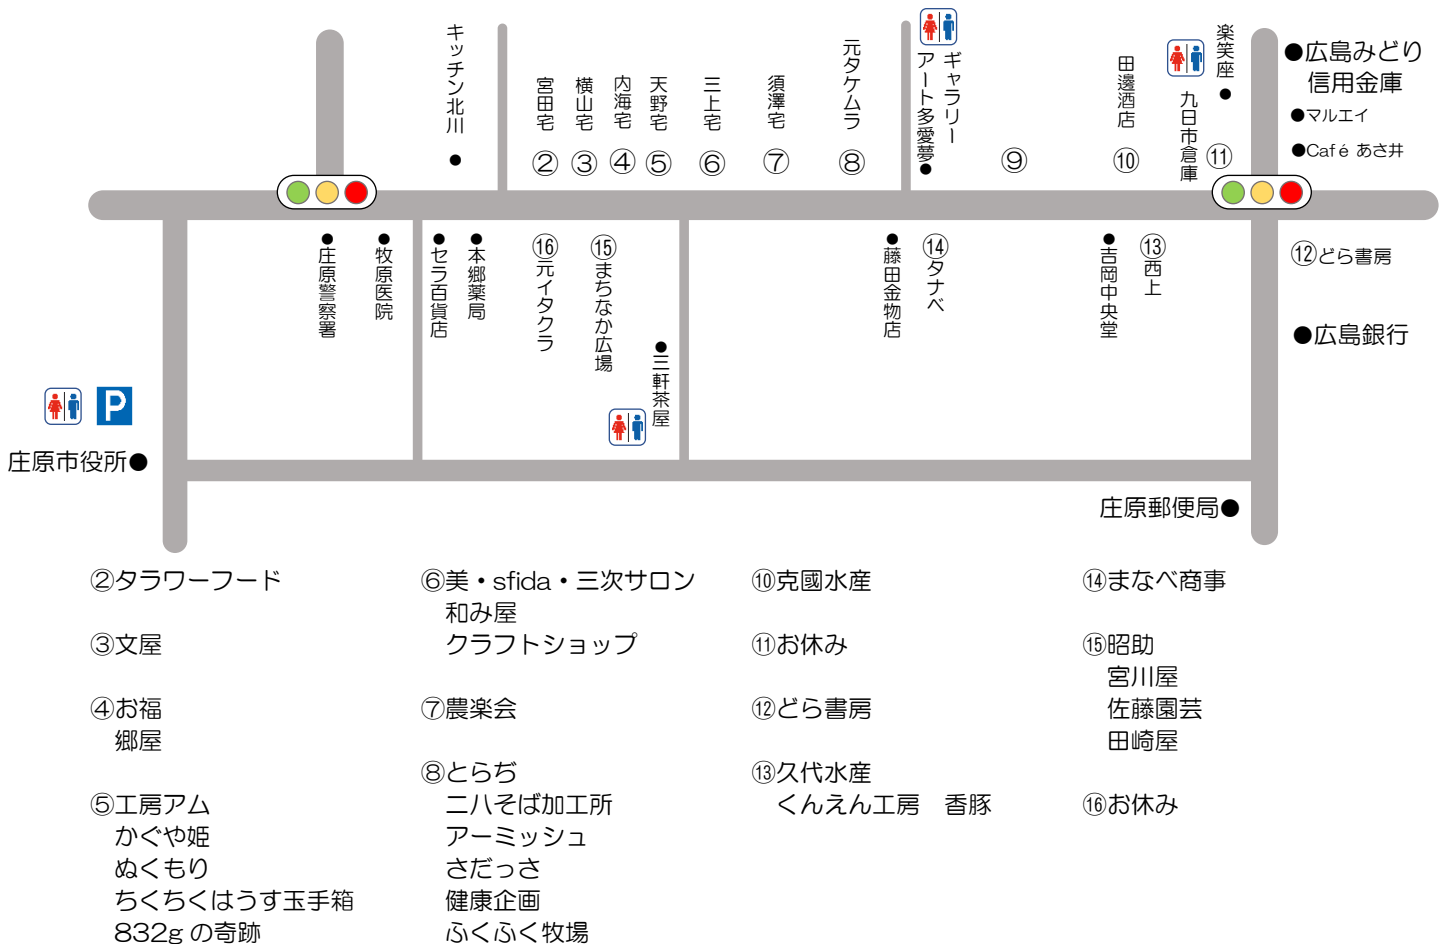 キッチン北川
宮田宅
②
横山宅
③
内海宅
④
天野宅
⑤
三上宅
⑥
須澤宅
⑦
元タケムラ
⑧
ギャラリー
アート多愛夢
⑨
田邊酒店
⑩
九日市倉庫
楽笑座
⑪
広島みどり
信用金庫
マルエイ
Café あさ井
庄原警察署
牧原医院
セラ百貨店
本郷薬局
⑯元イタクラ
⑮まちなか広場
三軒茶屋
藤田金物店
⑭タナベ
吉岡中央堂
⑬西上
⑫どら書房
広島銀行
P
庄原市役所
庄原郵便局
②タラワーフード
③文屋
④お福
郷屋
⑤工房アム
かぐや姫
ぬくもり
ちくちくはうす玉手箱
832gの奇跡
⑥美・sfida・三次サロン
和み屋
クラフトショップ
⑦農楽会
⑧とらぢ
二八そば加工所
アーミッシュ
さだっさ
健康企画
ふくふく牧場
⑩克國水産
⑪お休み
⑫どら書房
⑬久代水産
くんえん工房　香豚
⑭まなべ商事
⑮昭助
宮川屋
佐藤園芸
田崎屋
⑯お休み